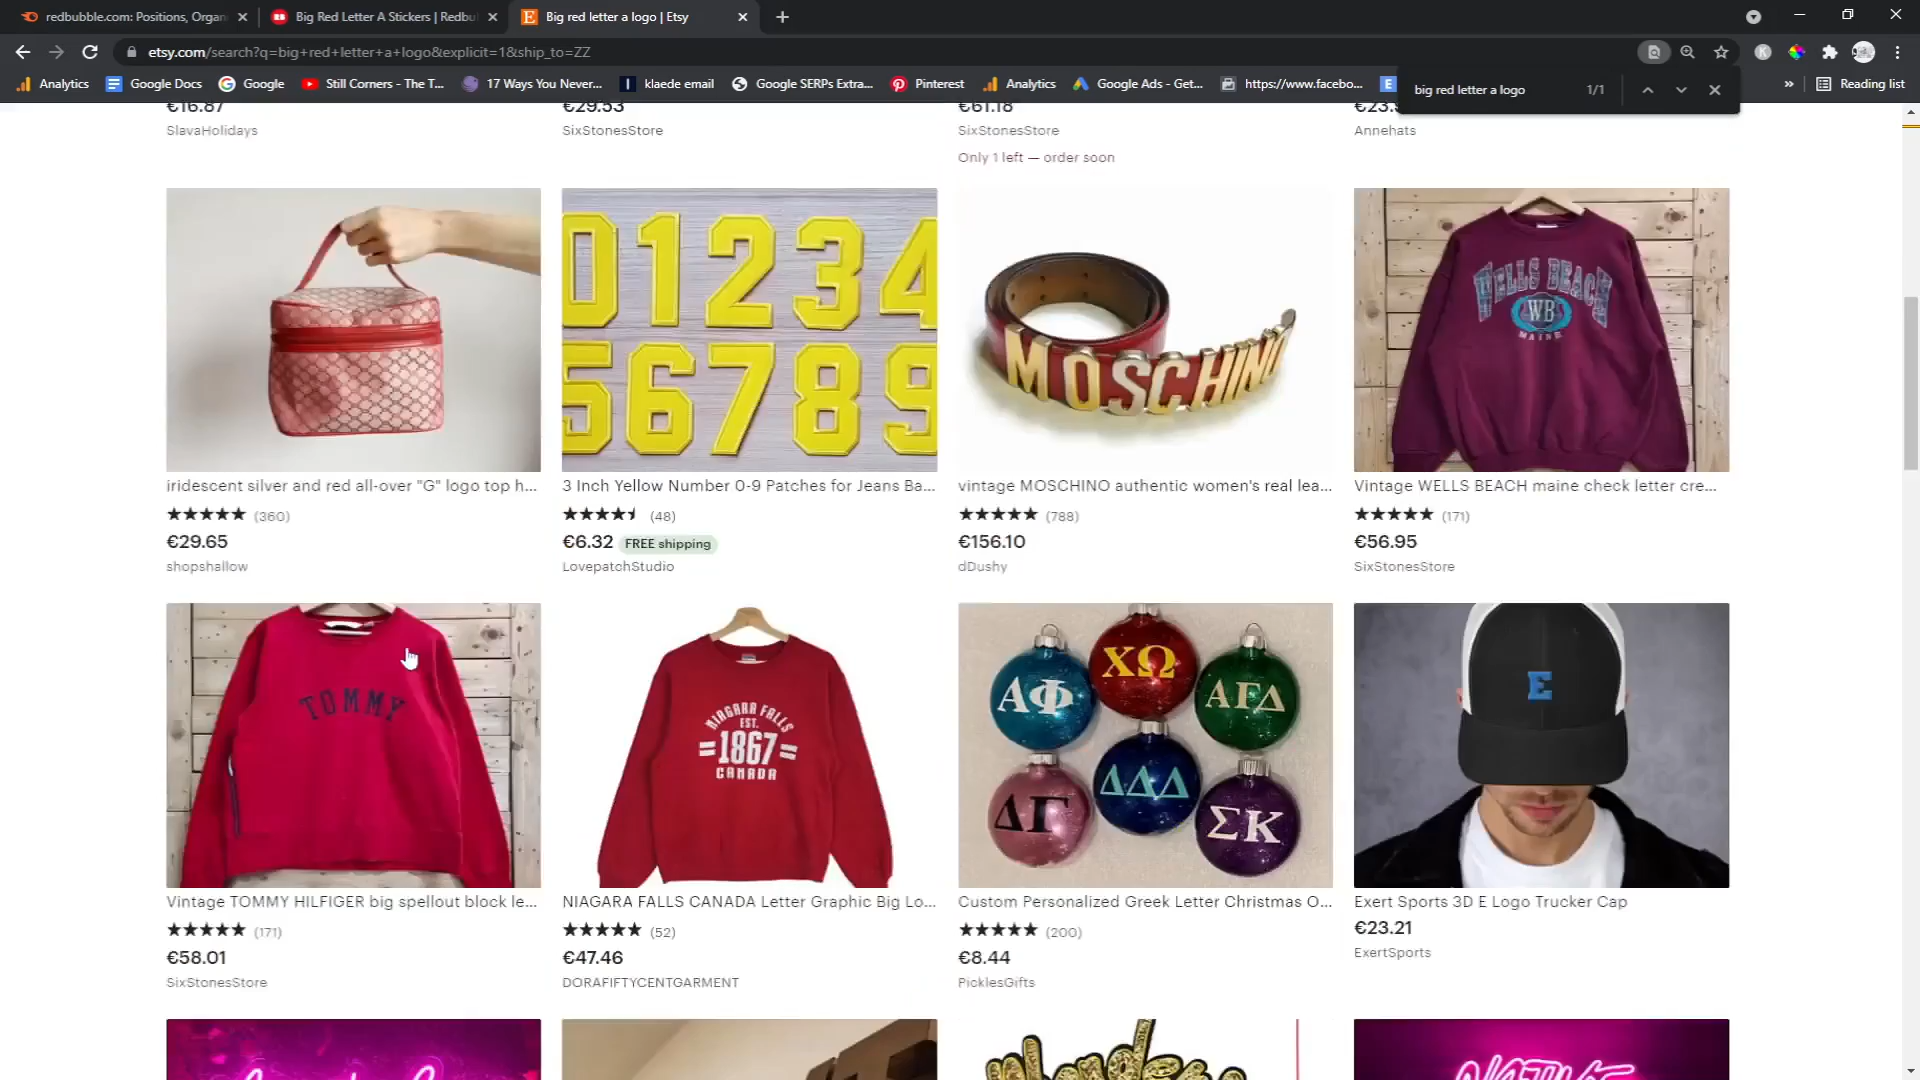 redbubble.com: Positions, Organ
Big Red Letter A Stickers | Redbu
Big red letter a logo | Etsy
etsy.com/search?q=big+red+letter+a+logo&explicit=1&ship_to=ZZ
Analytics
Google Docs
Google
Still Corners - The T...
17 Ways You Never...
klaede email
Google SERPs Extra...
Pinterest
Analytics
Google Ads - Get...
https://www.facebo...
big red letter a logo
1/1
Reading list
€16.87
€29.53
€61.18
SlavaHolidays
SixStonesStore
SixStonesStore
Annehats
Only 1 left — order soon
0 1 2 3 4
5 6 7 8 9
MOSCHINO
WELLS BEACH
WB
MAINE
iridescent silver and red all-over "G" logo top h...
(360)
€29.65
shopshallow
3 Inch Yellow Number 0-9 Patches for Jeans Ba...
(48)
€6.32 FREE shipping
LovepatchStudio
vintage MOSCHINO authentic women's real lea...
(788)
€156.10
dDushy
Vintage WELLS BEACH maine check letter cre...
(171)
€56.95
SixStonesStore
TOMMY
NIAGARA FALLS
EST.
1867
CANADA
ΧΩ
ΑΦ
ΑΓΔ
ΔΔΔ
ΔΓ
ΣΚ
E
Vintage TOMMY HILFIGER big spellout block le...
(171)
€58.01
SixStonesStore
NIAGARA FALLS CANADA Letter Graphic Big Lo...
(52)
€47.46
DORAFIFTYCENTGARMENT
Custom Personalized Greek Letter Christmas O...
(200)
€8.44
PicklesGifts
Exert Sports 3D E Logo Trucker Cap
€23.21
ExertSports